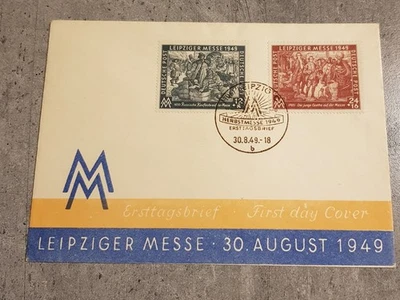 LEIPZIGER MESSE 1949
DEUTSCHE POST
LEIPZIGER MESSE 1949
DEUTSCHE POST
LEIPZIG
HERBSTMESSE 1949
ERSTTAGSBRIEF
30.8.49.-18
b
MM
Ersttagsbrief · First day Cover
LEIPZIGER MESSE · 30. AUGUST 1949